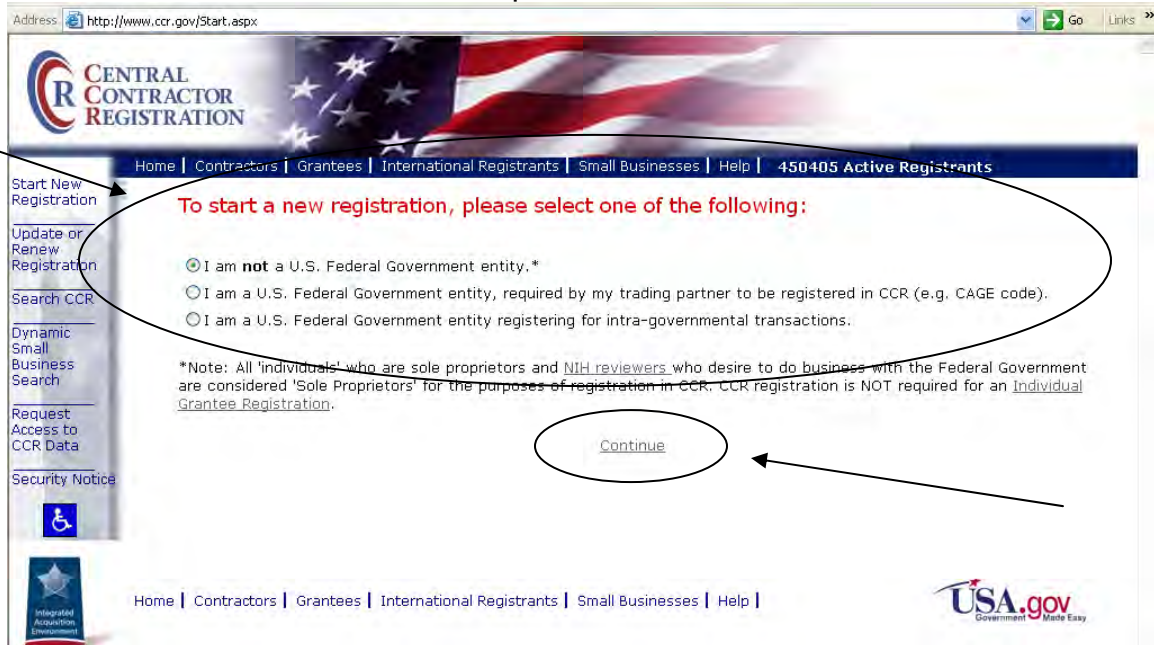 Address http://www.ccr.gov/Start.aspx Go Links »
CENTRAL
CONTRACTOR
REGISTRATION
Home | Contractors | Grantees | International Registrants | Small Businesses | Help | 450405 Active Registrants
Start New
Registration
Update or
Renew
Registration
Search CCR
Dynamic
Small
Business
Search
Request
Access to
CCR Data
Security Notice
To start a new registration, please select one of the following:
I am not a U.S. Federal Government entity.*
I am a U.S. Federal Government entity, required by my trading partner to be registered in CCR (e.g. CAGE code).
I am a U.S. Federal Government entity registering for intra-governmental transactions.
*Note: All 'individuals' who are sole proprietors and NIH reviewers who desire to do business with the Federal Government
are considered 'Sole Proprietors' for the purposes of registration in CCR. CCR registration is NOT required for an Individual
Grantee Registration.
Continue
Integrated
Acquisition
Environment
Home | Contractors | Grantees | International Registrants | Small Businesses | Help |
USA.gov
Government Made Easy